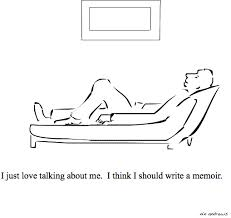 I just love talking about me. I think I should write a memoir.